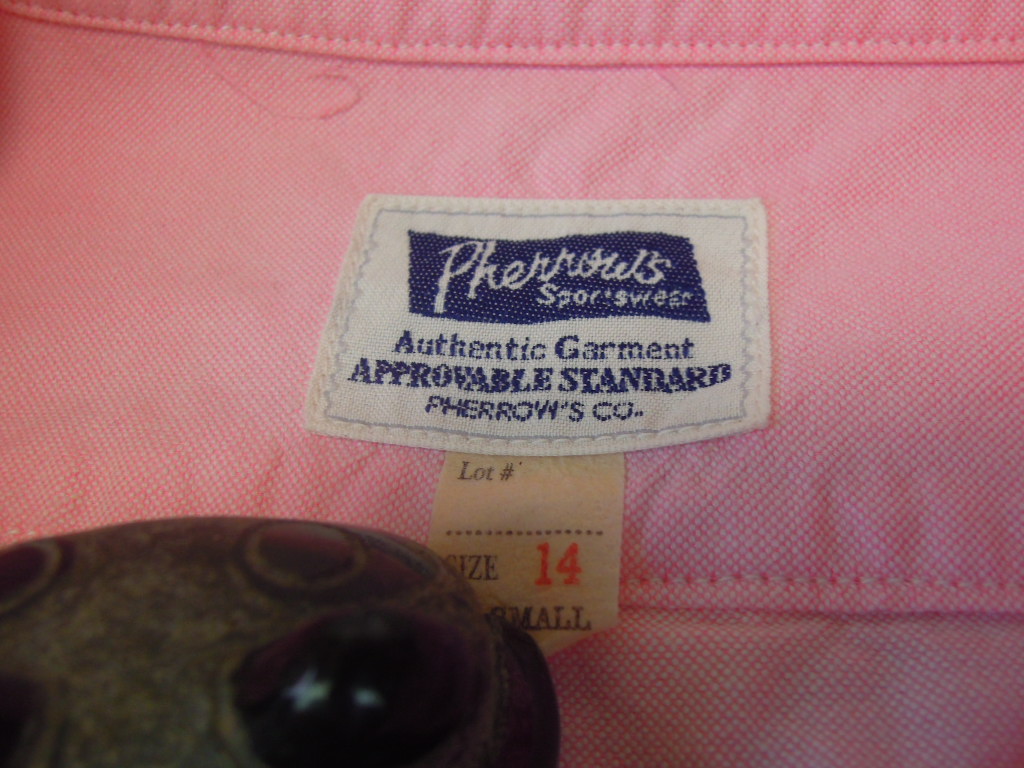 Pherrow's
Sportswear
Authentic Garment
APPROVABLE STANDARD
PHERROW'S CO.
Lot #
SIZE 14
SMALL